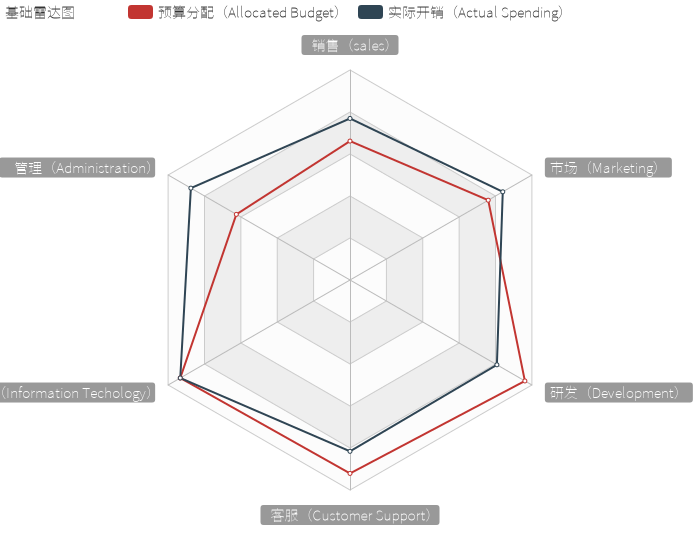 基础雷达图
预算分配（Allocated Budget）
实际开销（Actual Spending）
销售（sales）
管理（Administration）
市场（Marketing）
(Information Techology)
研发（Development）
客服（Customer Support）